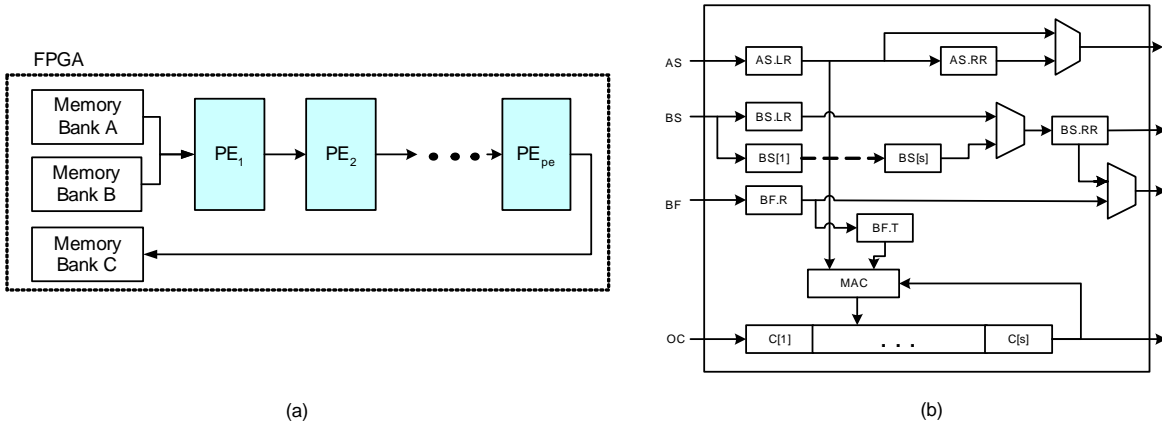 FPGA
Memory
Bank A
Memory
Bank B
Memory
Bank C
PE1
PE2
PEpe
(a)
AS
AS.LR
AS.RR
BS
BS.LR
BS.RR
BS[1]
BS[s]
BF
BF.R
BF.T
MAC
OC
C[1]
. . .
C[s]
(b)